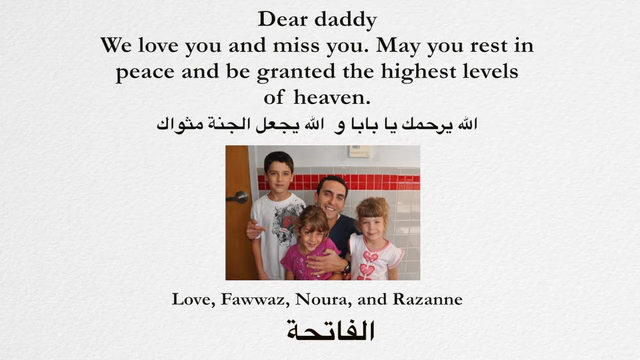 Dear daddy
We love you and miss you. May you rest in
peace and be granted the highest levels
of heaven.
الله يرحمك يا بابا و الله يجعل الجنة مثواك
Love, Fawwaz, Noura, and Razanne
الفاتحة